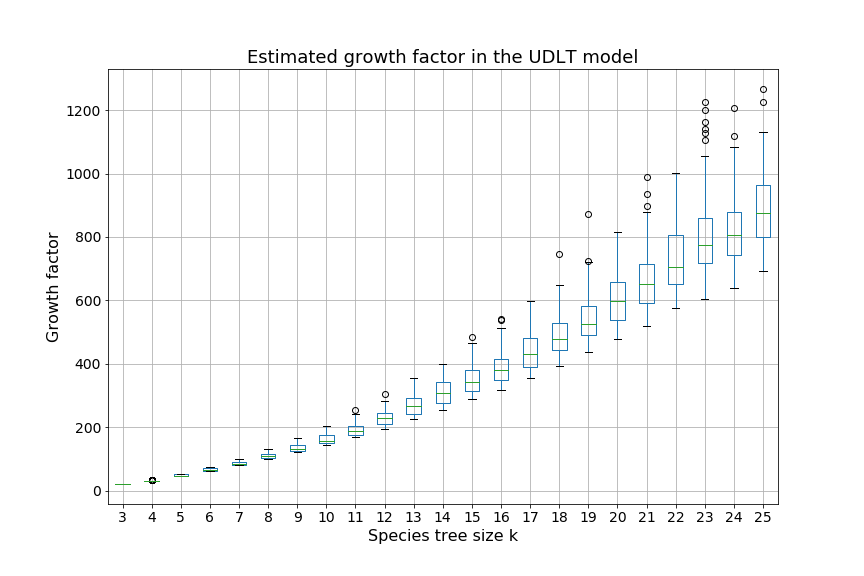 Estimated growth factor in the UDLT model
Growth factor
1200
1000
800
600
400
200
0
3 4 5 6 7 8 9 10 11 12 13 14 15 16 17 18 19 20 21 22 23 24 25
Species tree size k